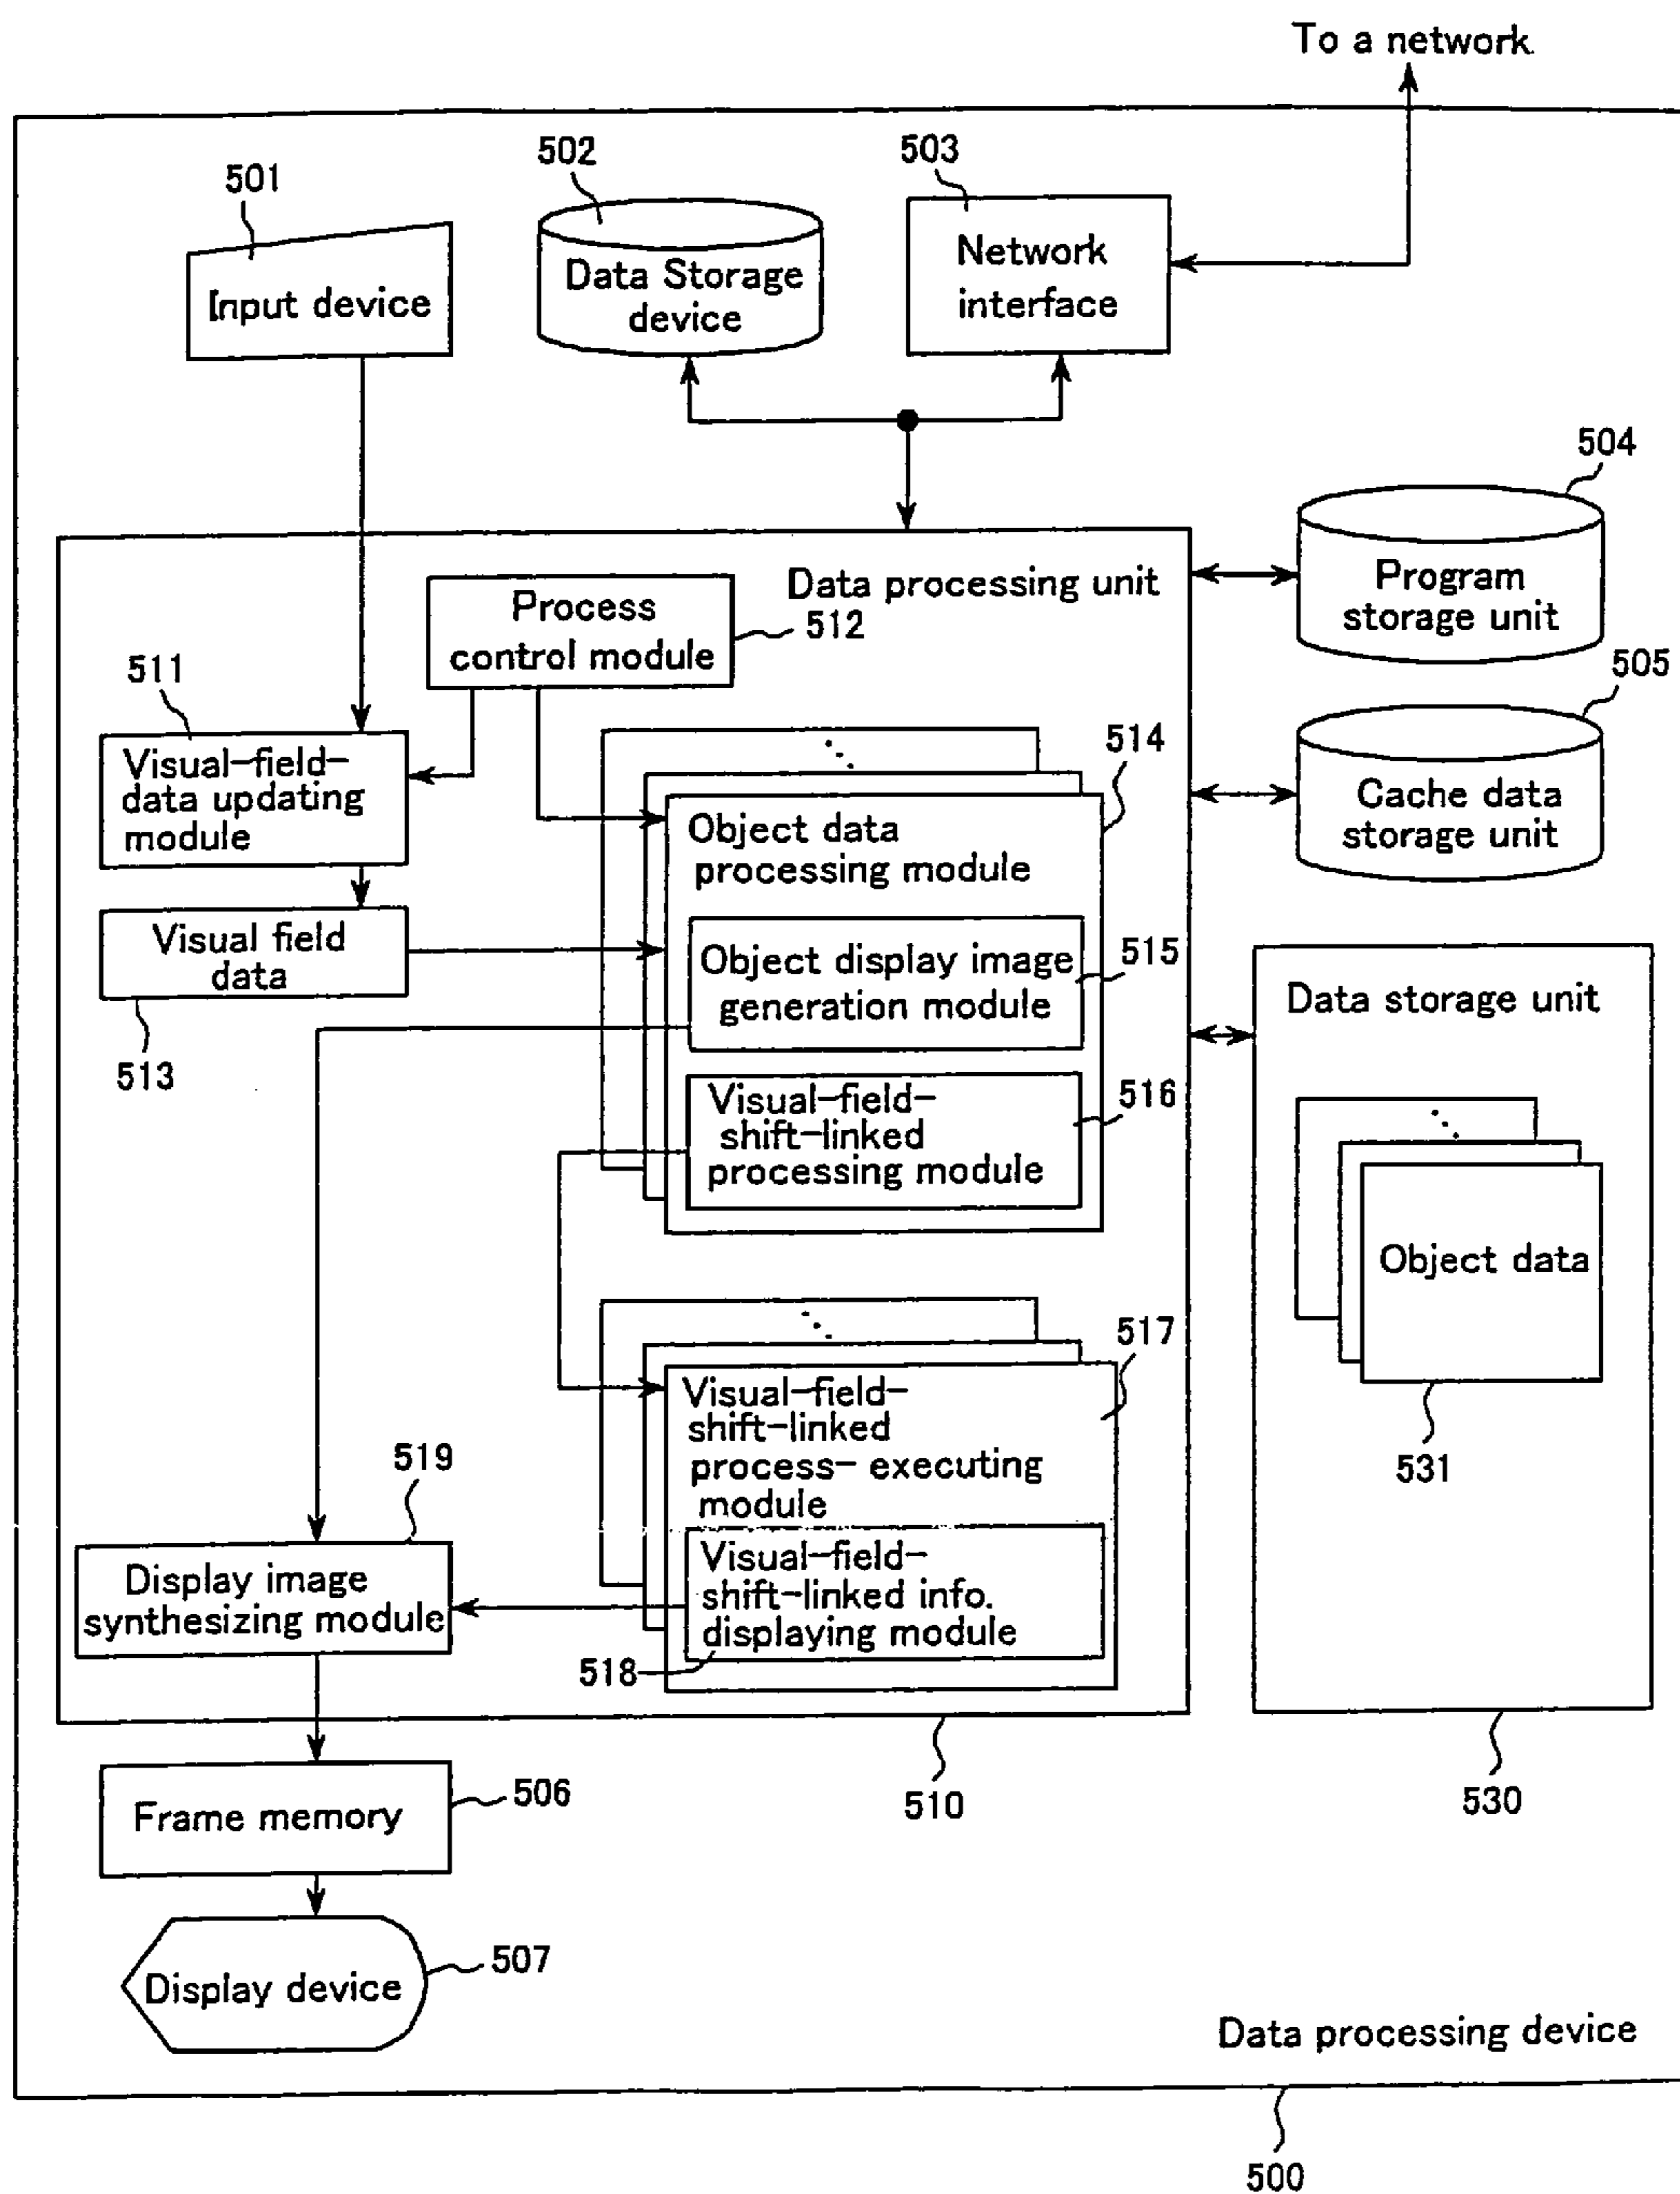 To a network
501
502
503
Input device
Data Storage
device
Network
interface
504
Program
storage unit
Data processing unit
Process
control module
512
505
Cache data
storage unit
511
Visual-field-
data updating
module
514
Object data
processing module
Visual field
data
513
Object display image
generation module
515
Visual-field-
shift-linked
processing module
516
Data storage unit
Object data
531
517
Visual-field-
shift-linked
process- executing
module
519
Display image
synthesizing module
Visual-field-
shift-linked info.
displaying module
518
510
530
Frame memory
506
Display device
507
Data processing device
500